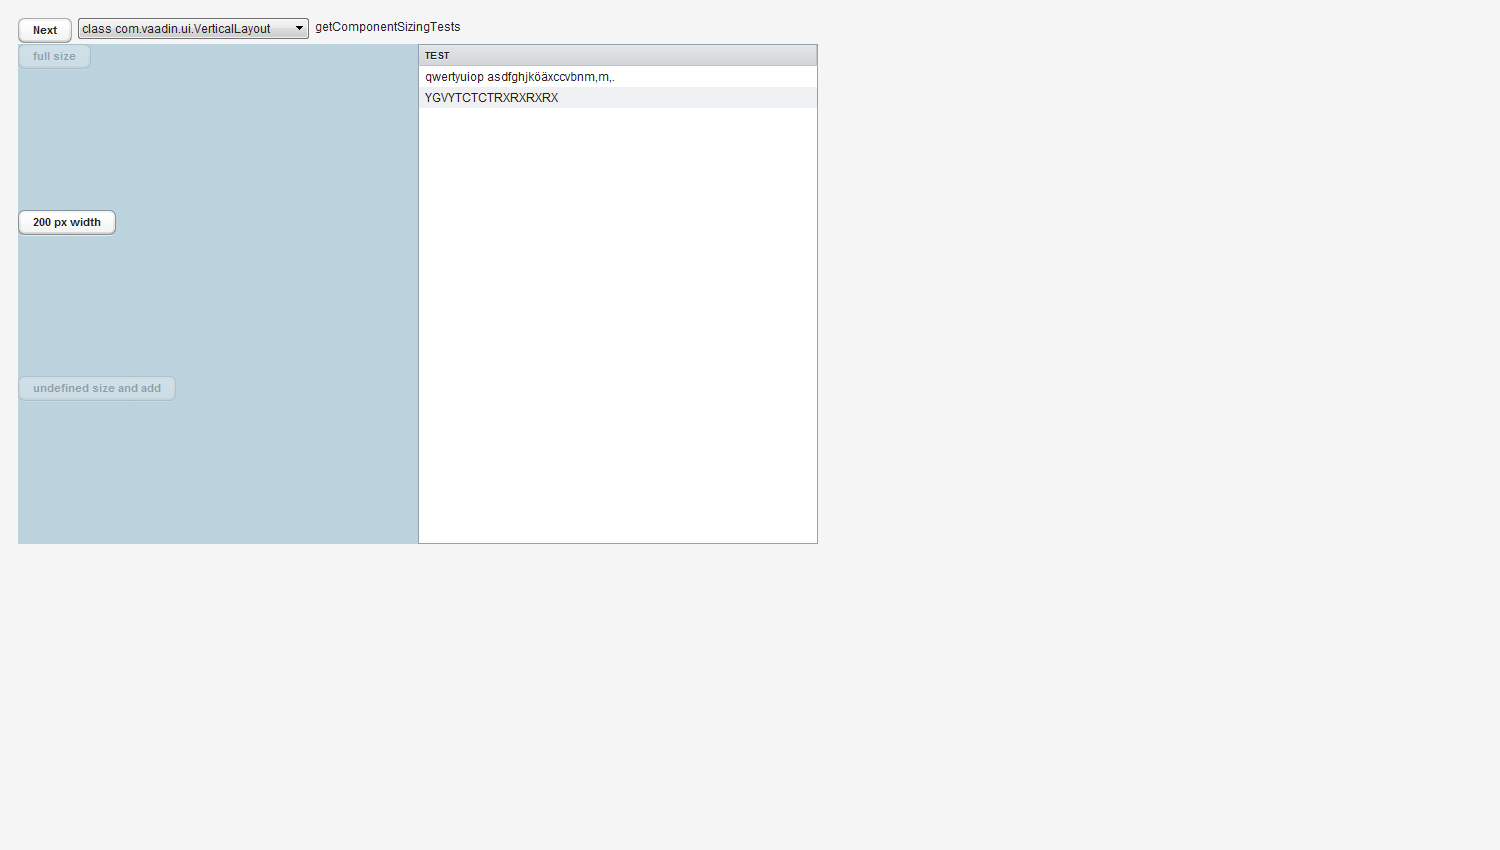 Next
class com.vaadin.ui.VerticalLayout
getComponentSizingTests
full size
TEST
qwertyuiop asdfghjköäxccvbnm,m,.
YGVYTCTCTRXRXRXRX
200 px width
undefined size and add